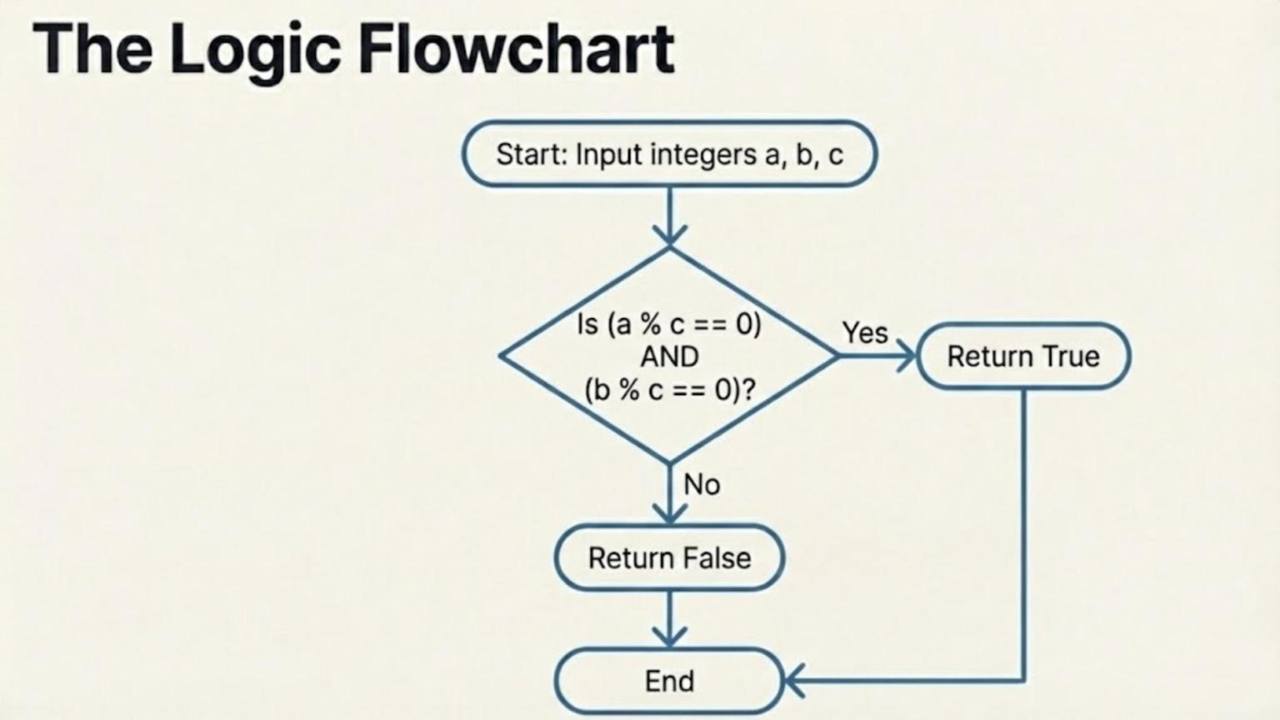 The Logic Flowchart
Start: Input integers a, b, c
Is (a % c == 0)
AND
(b % c == 0)?
Yes
Return True
No
Return False
End